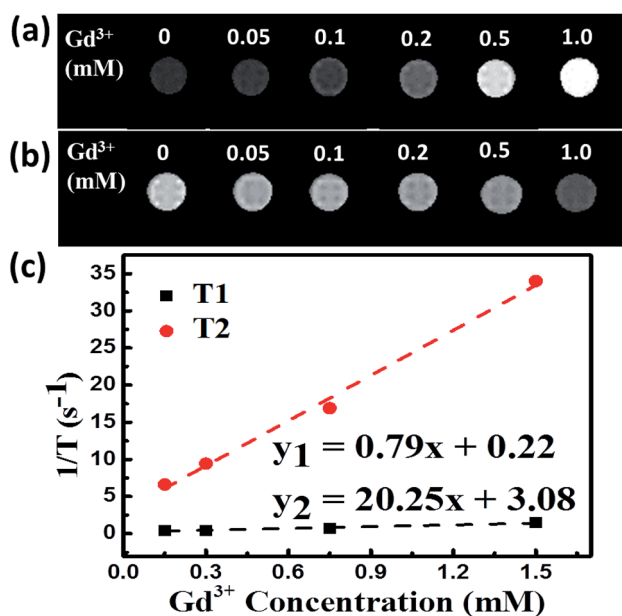 (a)
Gd³⁺ 0 0.05 0.1 0.2 0.5 1.0
(mM)
(b)
Gd³⁺ 0 0.05 0.1 0.2 0.5 1.0
(mM)
(c)
35
30
25
20
15
10
5
0
1/T (s⁻¹)
T1
T2
y₁ = 0.79x + 0.22
y₂ = 20.25x + 3.08
0.0 0.3 0.6 0.9 1.2 1.5
Gd³⁺ Concentration (mM)